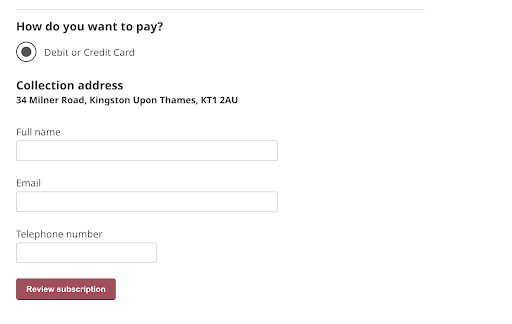 How do you want to pay?
Debit or Credit Card
Collection address
34 Milner Road, Kingston Upon Thames, KT1 2AU
Full name
Email
Telephone number
Review subscription